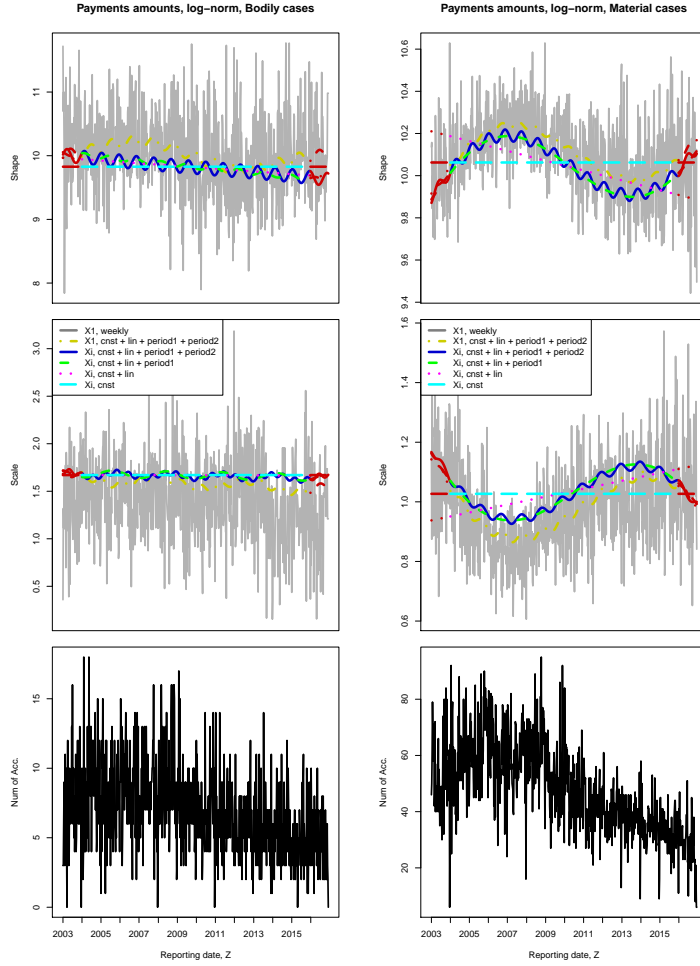 Payments amounts, log−norm, Bodily cases
Payments amounts, log−norm, Material cases
Shape
8
9
10
11
Shape
9.4
9.6
9.8
10.0
10.2
10.4
10.6
Scale
0.5
1.0
1.5
2.0
2.5
3.0
X1, weekly
X1, cnst + lin + period1 + period2
Xi, cnst + lin + period1 + period2
Xi, cnst + lin + period1
Xi, cnst + lin
Xi, cnst
Scale
0.6
0.8
1.0
1.2
1.4
1.6
X1, weekly
X1, cnst + lin + period1 + period2
Xi, cnst + lin + period1 + period2
Xi, cnst + lin + period1
Xi, cnst + lin
Xi, cnst
Num of Acc.
0
5
10
15
2003 2005 2007 2009 2011 2013 2015
Reporting date, Z
Num of Acc.
20
40
60
80
2003 2005 2007 2009 2011 2013 2015
Reporting date, Z